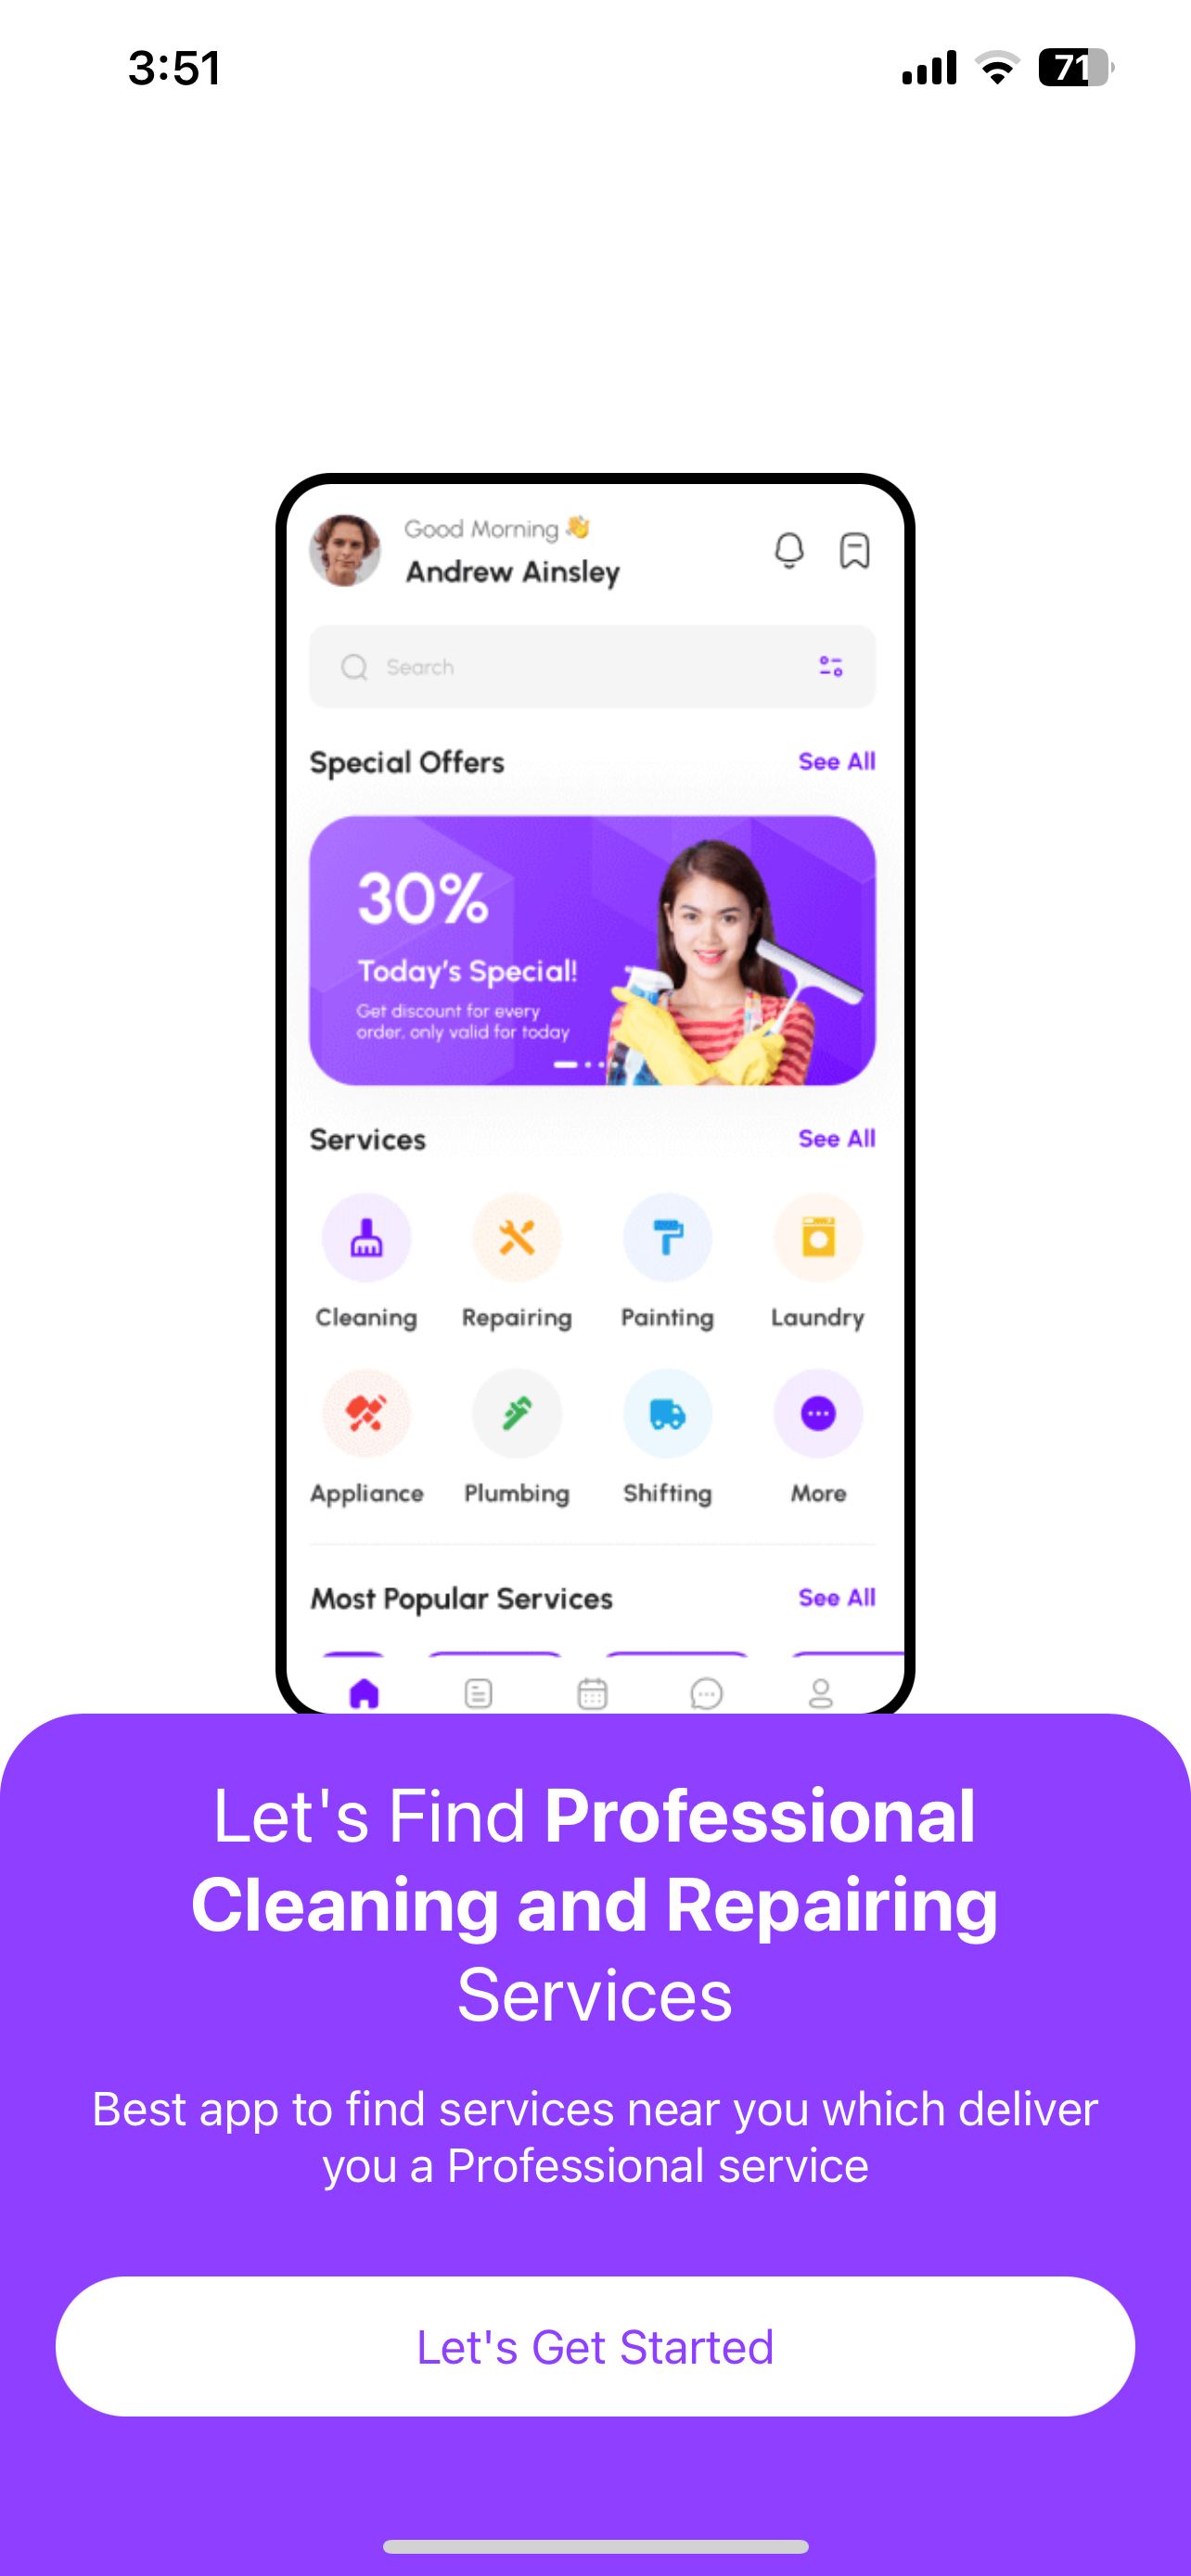 3:51
71
Good Morning 👋
Andrew Ainsley
Search
Special Offers See All
30%
Today's Special!
Get discount for every
order, only valid for today
Services See All
Cleaning Repairing Painting Laundry
Appliance Plumbing Shifting More
Most Popular Services See All
Let's Find Professional
Cleaning and Repairing
Services
Best app to find services near you which deliver
you a Professional service
Let's Get Started